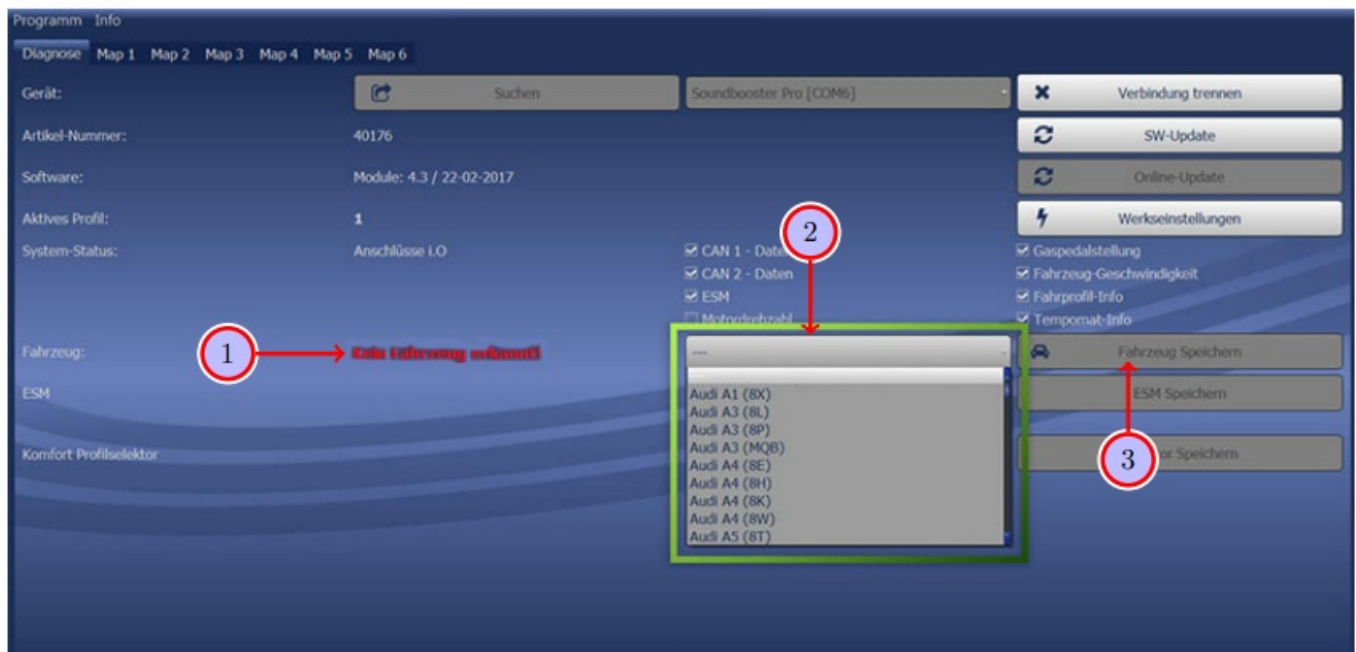 Programm Info
Diagnose Map 1 Map 2 Map 3 Map 4 Map 5 Map 6
Gerät: Suchen Soundbooster Pro [COM6] Verbindung trennen
Artikel-Nummer: 40176 SW-Update
Software: Module: 4.3 / 22-02-2017 Online-Update
Aktives Profil: 1 Werkseinstellungen
2
System-Status: Anschlüsse i.O CAN 1 - Daten Gaspedalstellung
CAN 2 - Daten Fahrzeug-Geschwindigkeit
ESM Fahrprofil-Info
Motordrehzahl Tempomat-Info
Fahrzeug: 1 Kein Fahrzeug --- Fahrzeug Speichern
ESM ESM Speichern
Audi A1 (8X)
Audi A3 (8L)
Audi A3 (8P)
Audi A3 (MQB)
Komfort Profilselektor 3 Speichern
Audi A4 (8E)
Audi A4 (8H)
Audi A4 (8K)
Audi A4 (8W)
Audi A5 (8T)